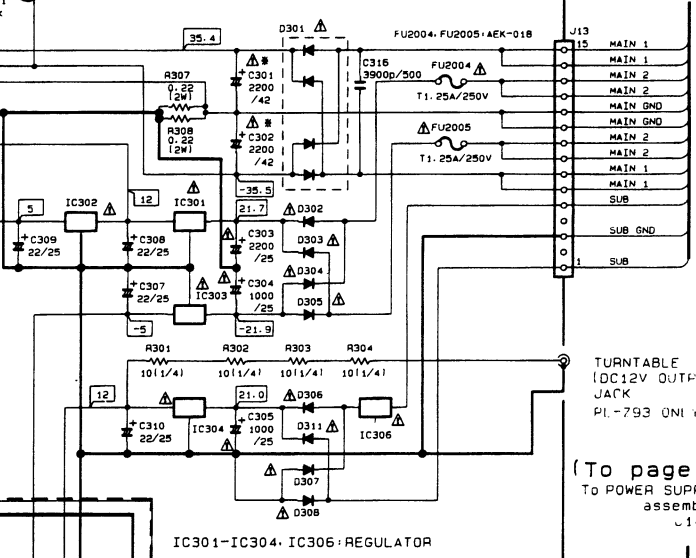 D301
FU2004, FU2005:AEK-018
J13
35.4
15
MAIN 1
MAIN 1
MAIN 2
MAIN 2
MAIN GND
MAIN GND
MAIN 2
MAIN 2
MAIN 1
MAIN 1
SUB
SUB GND
1
SUB
R307
0.22
(2W)
R308
0.22
(2W)
*
C301
2200
/42
*
C302
2200
/42
C316
3900p/500
FU2004
T1.25A/250V
FU2005
T1.25A/250V
-35.5
5
IC302
12
IC301
21.7
D302
+
C309
22/25
+
C308
22/25
+
C303
2200
/25
D303
C307
22/25
IC303
+
C304
1000
/25
D304
D305
-5
-21.9
R301
10(1/4)
R302
10(1/4)
R303
10(1/4)
R304
10(1/4)
TURNTABLE
JACK
12
21.0
D306
+
C310
22/25
IC304
+
C305
1000
/25
D311
IC306
D307
D308
(To page
To POWER
IC301-IC304, IC306:REGULATOR